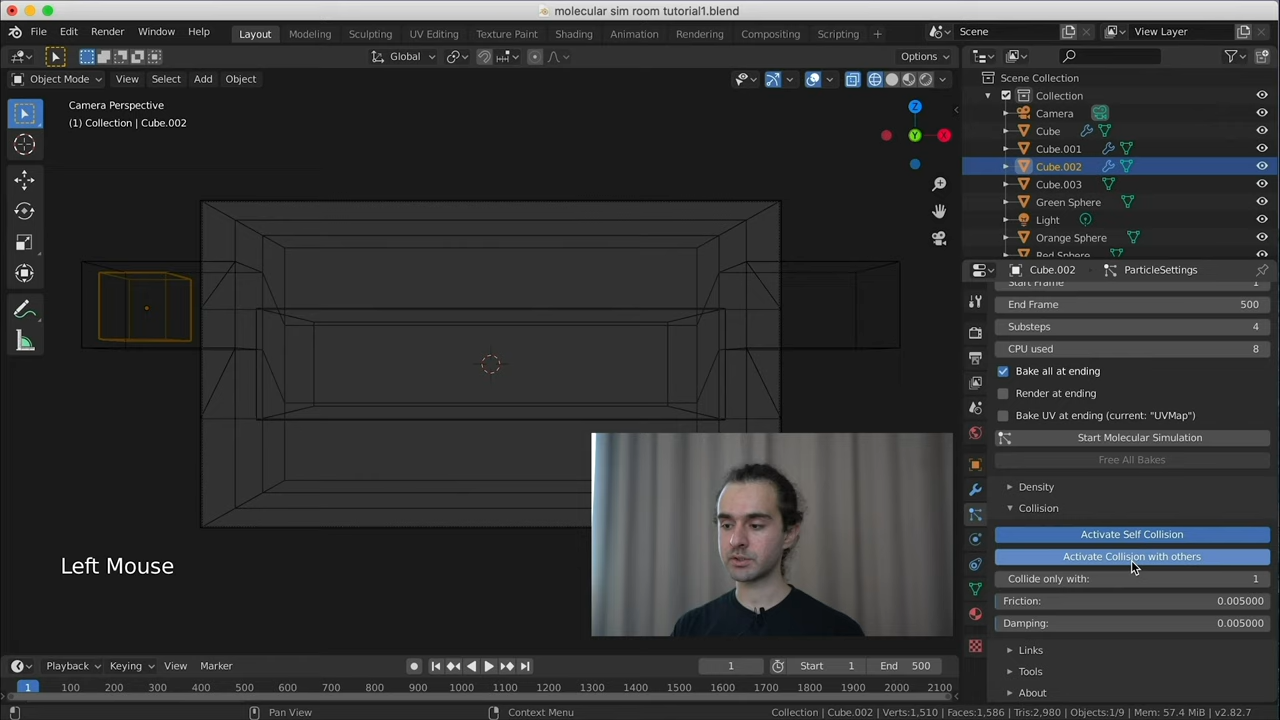 molecular sim room tutorial1.blend
File Edit Render Window Help Layout Modeling Sculpting UV Editing Texture Paint Shading Animation Rendering Compositing Scripting + Scene View Layer
Global Options
Object Mode View Select Add Object
Camera Perspective
(1) Collection | Cube.002
Z
Y
X
Left Mouse
Scene Collection
Collection
Camera
Cube
Cube.001
Cube.002
Cube.003
Green Sphere
Light
Orange Sphere
Red Sphere
Cube.002 ParticleSettings
Start Frame 1
End Frame 500
Substeps 4
CPU used 8
Bake all at ending
Render at ending
Bake UV at ending (current: "UVMap")
Start Molecular Simulation
Free All Bakes
Density
Collision
Activate Self Collision
Activate Collision with others
Collide only with: 1
Friction: 0.005000
Damping: 0.005000
Links
Tools
About
Playback Keying View Marker 1 Start 1 End 500
1 100 200 300 400 500 600 700 800 900 1000 1100 1200 1300 1400 1500 1600 1700 1800 1900 2000 2100
Select Pan View Context Menu Collection | Cube.002 | Verts:1,510 | Faces:1,586 | Tris:2,980 | Objects:1/9 | Mem: 57.4 MiB | v2.82.7